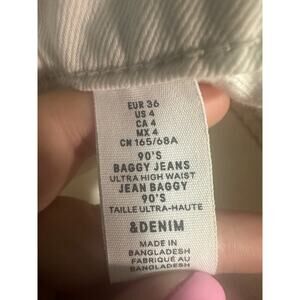 EUR 36
US 4
CA 4
MX 4
CN 165/68A
90'S
BAGGY JEANS
ULTRA HIGH WAIST
JEAN BAGGY
90'S
TAILLE ULTRA-HAUTE
&DENIM
MADE IN
BANGLADESH
FABRIQUÉ AU
BANGLADESH